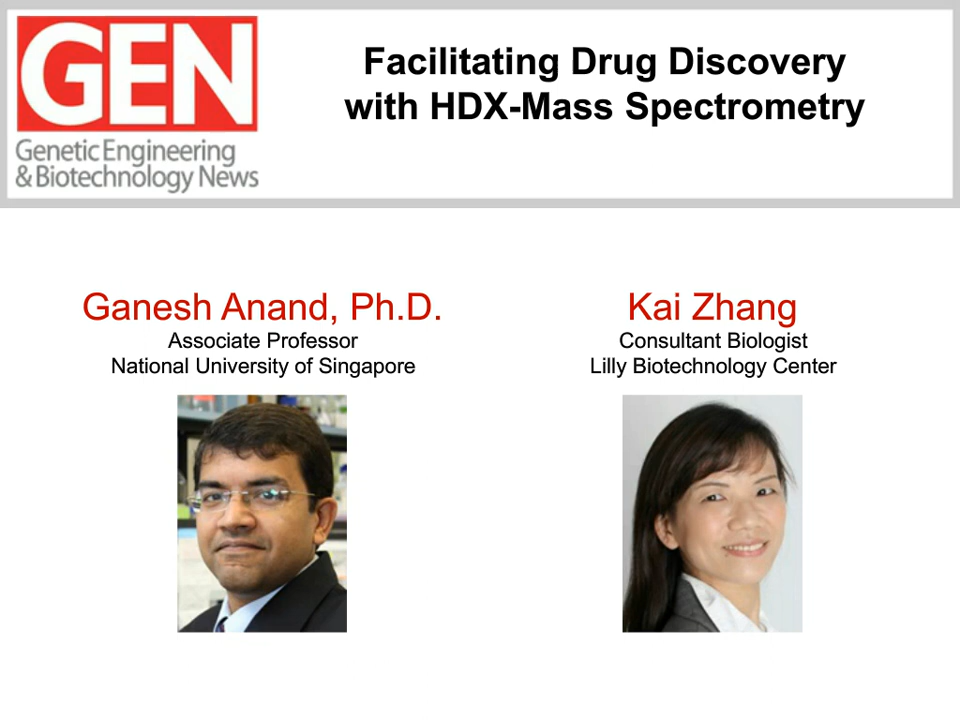 GEN
Genetic Engineering
& Biotechnology News
Facilitating Drug Discovery
with HDX-Mass Spectrometry
Ganesh Anand, Ph.D.
Associate Professor
National University of Singapore
Kai Zhang
Consultant Biologist
Lilly Biotechnology Center